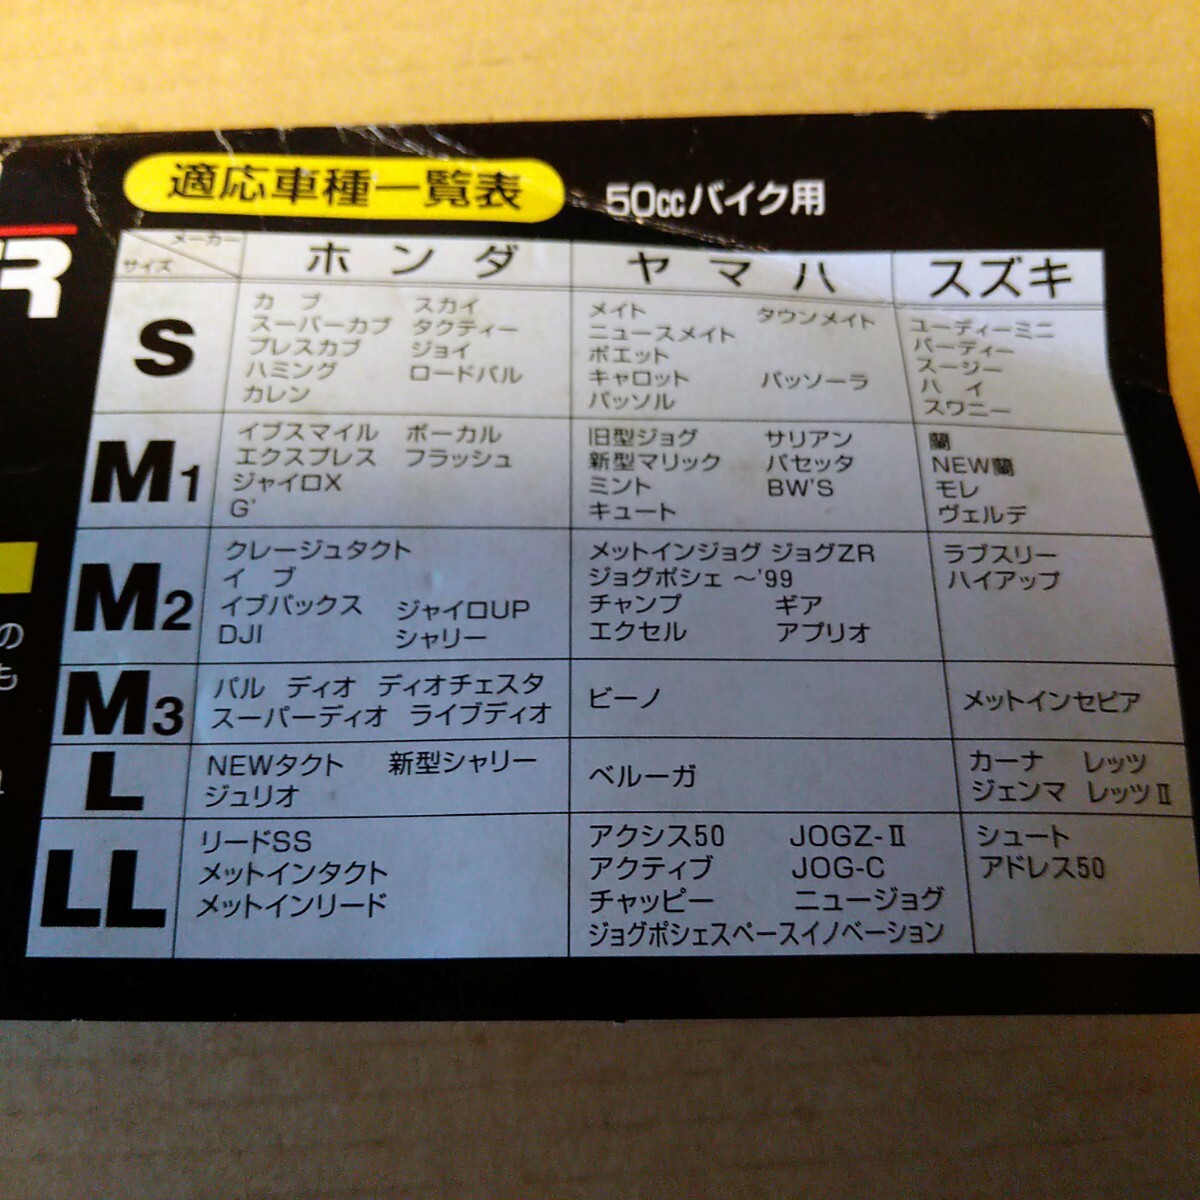 適応車種一覧表 50ccバイク用
メーカー
サイズ
ホンダ ヤマハ スズキ
S
カブ スカイ
スーパーカブ タクティー
プレスカブ ジョイ
ハミング ロードパル
カレン
メイト タウンメイト
ニュースメイト
ポエット
キャロット パッソーラ
パッソル
ユーディーミニ
パーディー
スージー
ハイ
スワニー
M1
イブスマイル ボーカル
エクスプレス フラッシュ
ジャイロX
G'
旧型ジョグ サリアン
新型マリック パセッタ
ミント BW'S
キュート
蘭
NEW蘭
モレ
ヴェルデ
M2
クレージュタクト
イブ
イブパックス ジャイロUP
DJI シャリー
メットインジョグ ジョグZR
ジョグポシェ ～'99
チャンプ ギア
エクセル アプリオ
ラブスリー
ハイアップ
M3
パル ディオ ディオチェスタ
スーパーディオ ライブディオ
ビーノ
メットインセピア
L
NEWタクト 新型シャリー
ジュリオ
ベルーガ
カーナ レッツ
ジェンマ レッツⅡ
LL
リードSS
メットインタクト
メットインリード
アクシス50 JOGZ-Ⅱ
アクティブ JOG-C
チャッピー ニュージョグ
ジョグポシェスペースイノベーション
シュート
アドレス50
R
の
も